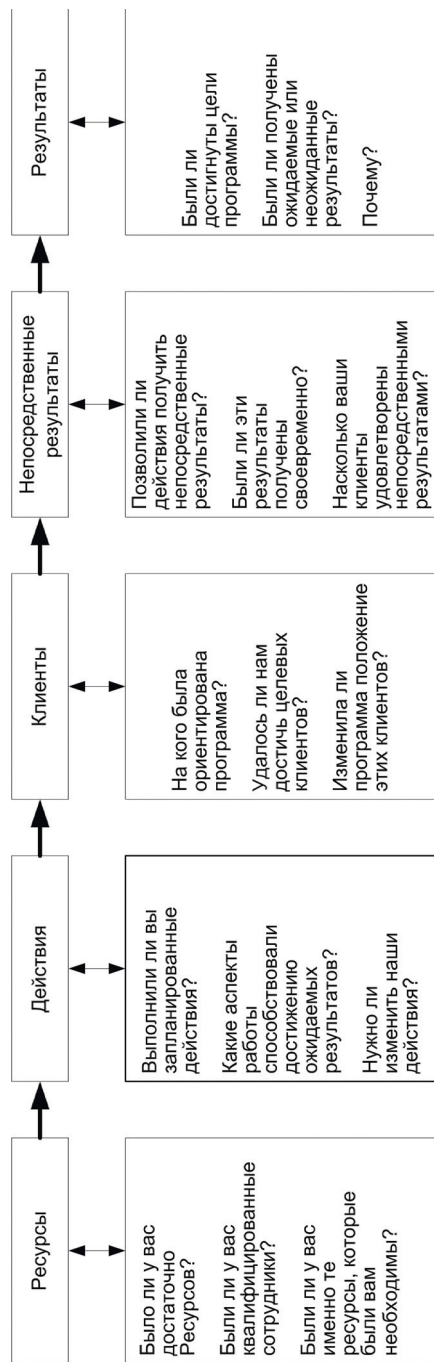 Ресурсы
Было ли у вас
достаточно
Ресурсов?
Были ли у вас
квалифицированные
сотрудники?
Были ли у вас
именно те
ресурсы, которые
были вам
необходимы?
Действия
Выполнили ли вы
запланированные
действия?
Какие аспекты
работы
способствовали
достижению
ожидаемых
результатов?
Нужно ли
изменить наши
действия?
Клиенты
На кого была
ориентирована
программа?
Удалось ли нам
достичь целевых
клиентов?
Изменила ли
программа положение
этих клиентов?
Непосредственные
результаты
Позволили ли
действия получить
непосредственные
результаты?
Были ли эти
результаты
получены
своевременно?
Насколько ваши
клиенты
удовлетворены
непосредственными
результатами?
Результаты
Были ли
достигнуты цели
программы?
Были ли получены
ожидаемые или
неожиданные
результаты?
Почему?